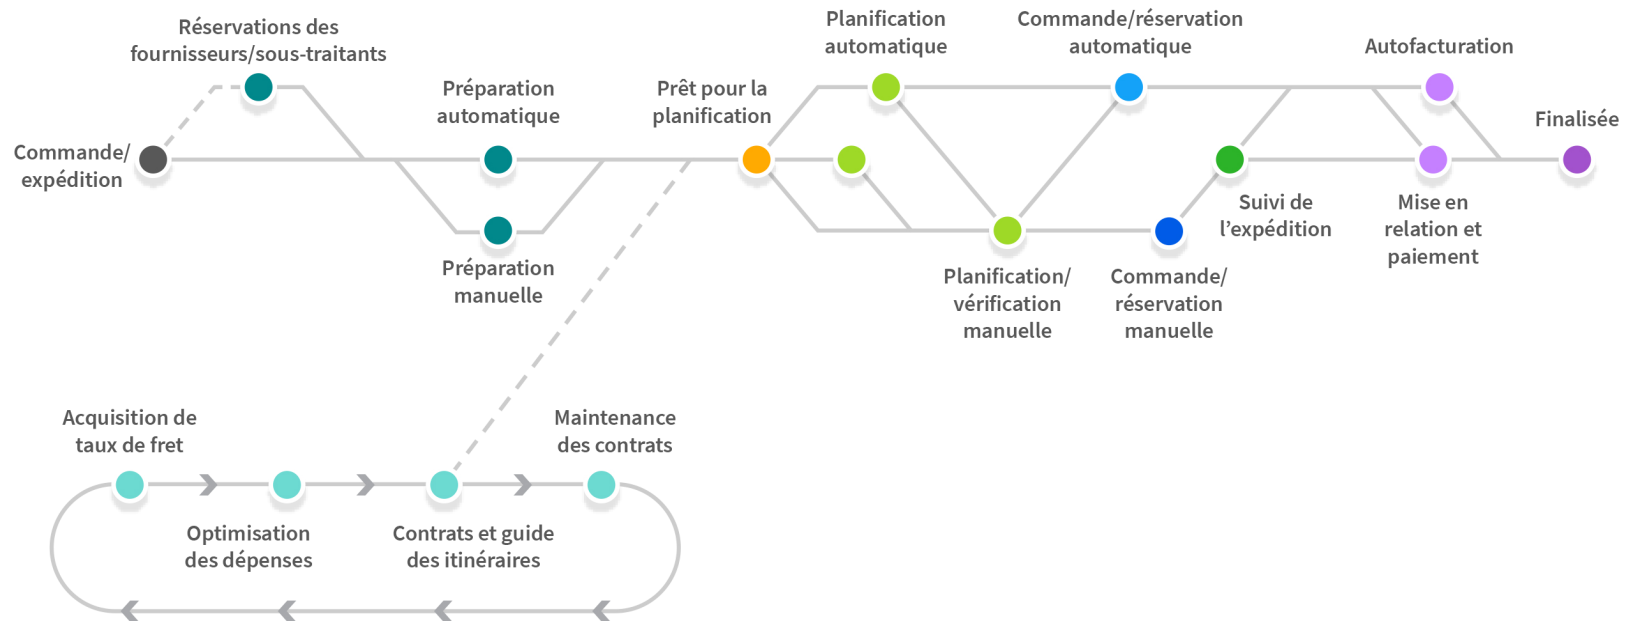 Réservations des
fournisseurs/sous-traitants
Planification
automatique
Commande/réservation
automatique
Autofacturation
Préparation
automatique
Prêt pour la
planification
Finalisée
Commande/
expédition
Suivi de
l’expédition
Mise en
relation et
paiement
Préparation
manuelle
Planification/
vérification
manuelle
Commande/
réservation
manuelle
Acquisition de
taux de fret
Maintenance
des contrats
Optimisation
des dépenses
Contrats et guide
des itinéraires